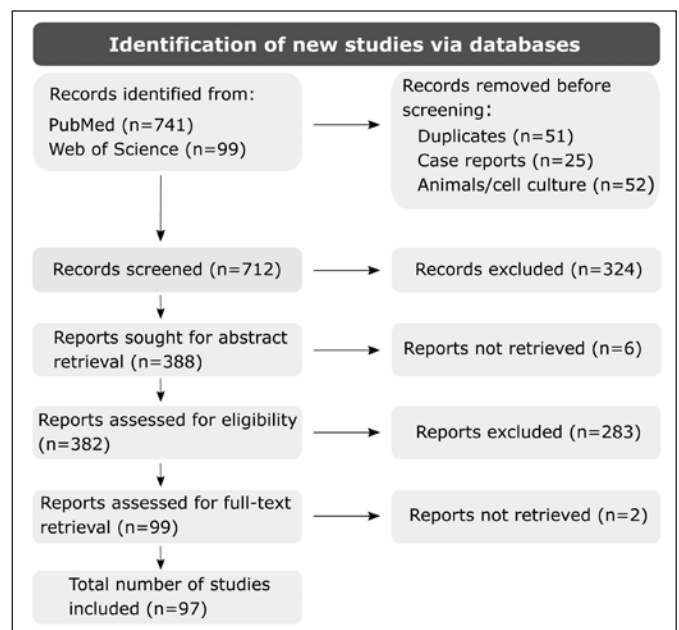 Identification of new studies via databases
Records identified from:
PubMed (n=741)
Web of Science (n=99)
Records removed before
screening:
Duplicates (n=51)
Case reports (n=25)
Animals/cell culture (n=52)
Records screened (n=712)
Records excluded (n=324)
Reports sought for abstract
retrieval (n=388)
Reports not retrieved (n=6)
Reports assessed for eligibility
(n=382)
Reports excluded (n=283)
Reports assessed for full-text
retrieval (n=99)
Reports not retrieved (n=2)
Total number of studies
included (n=97)